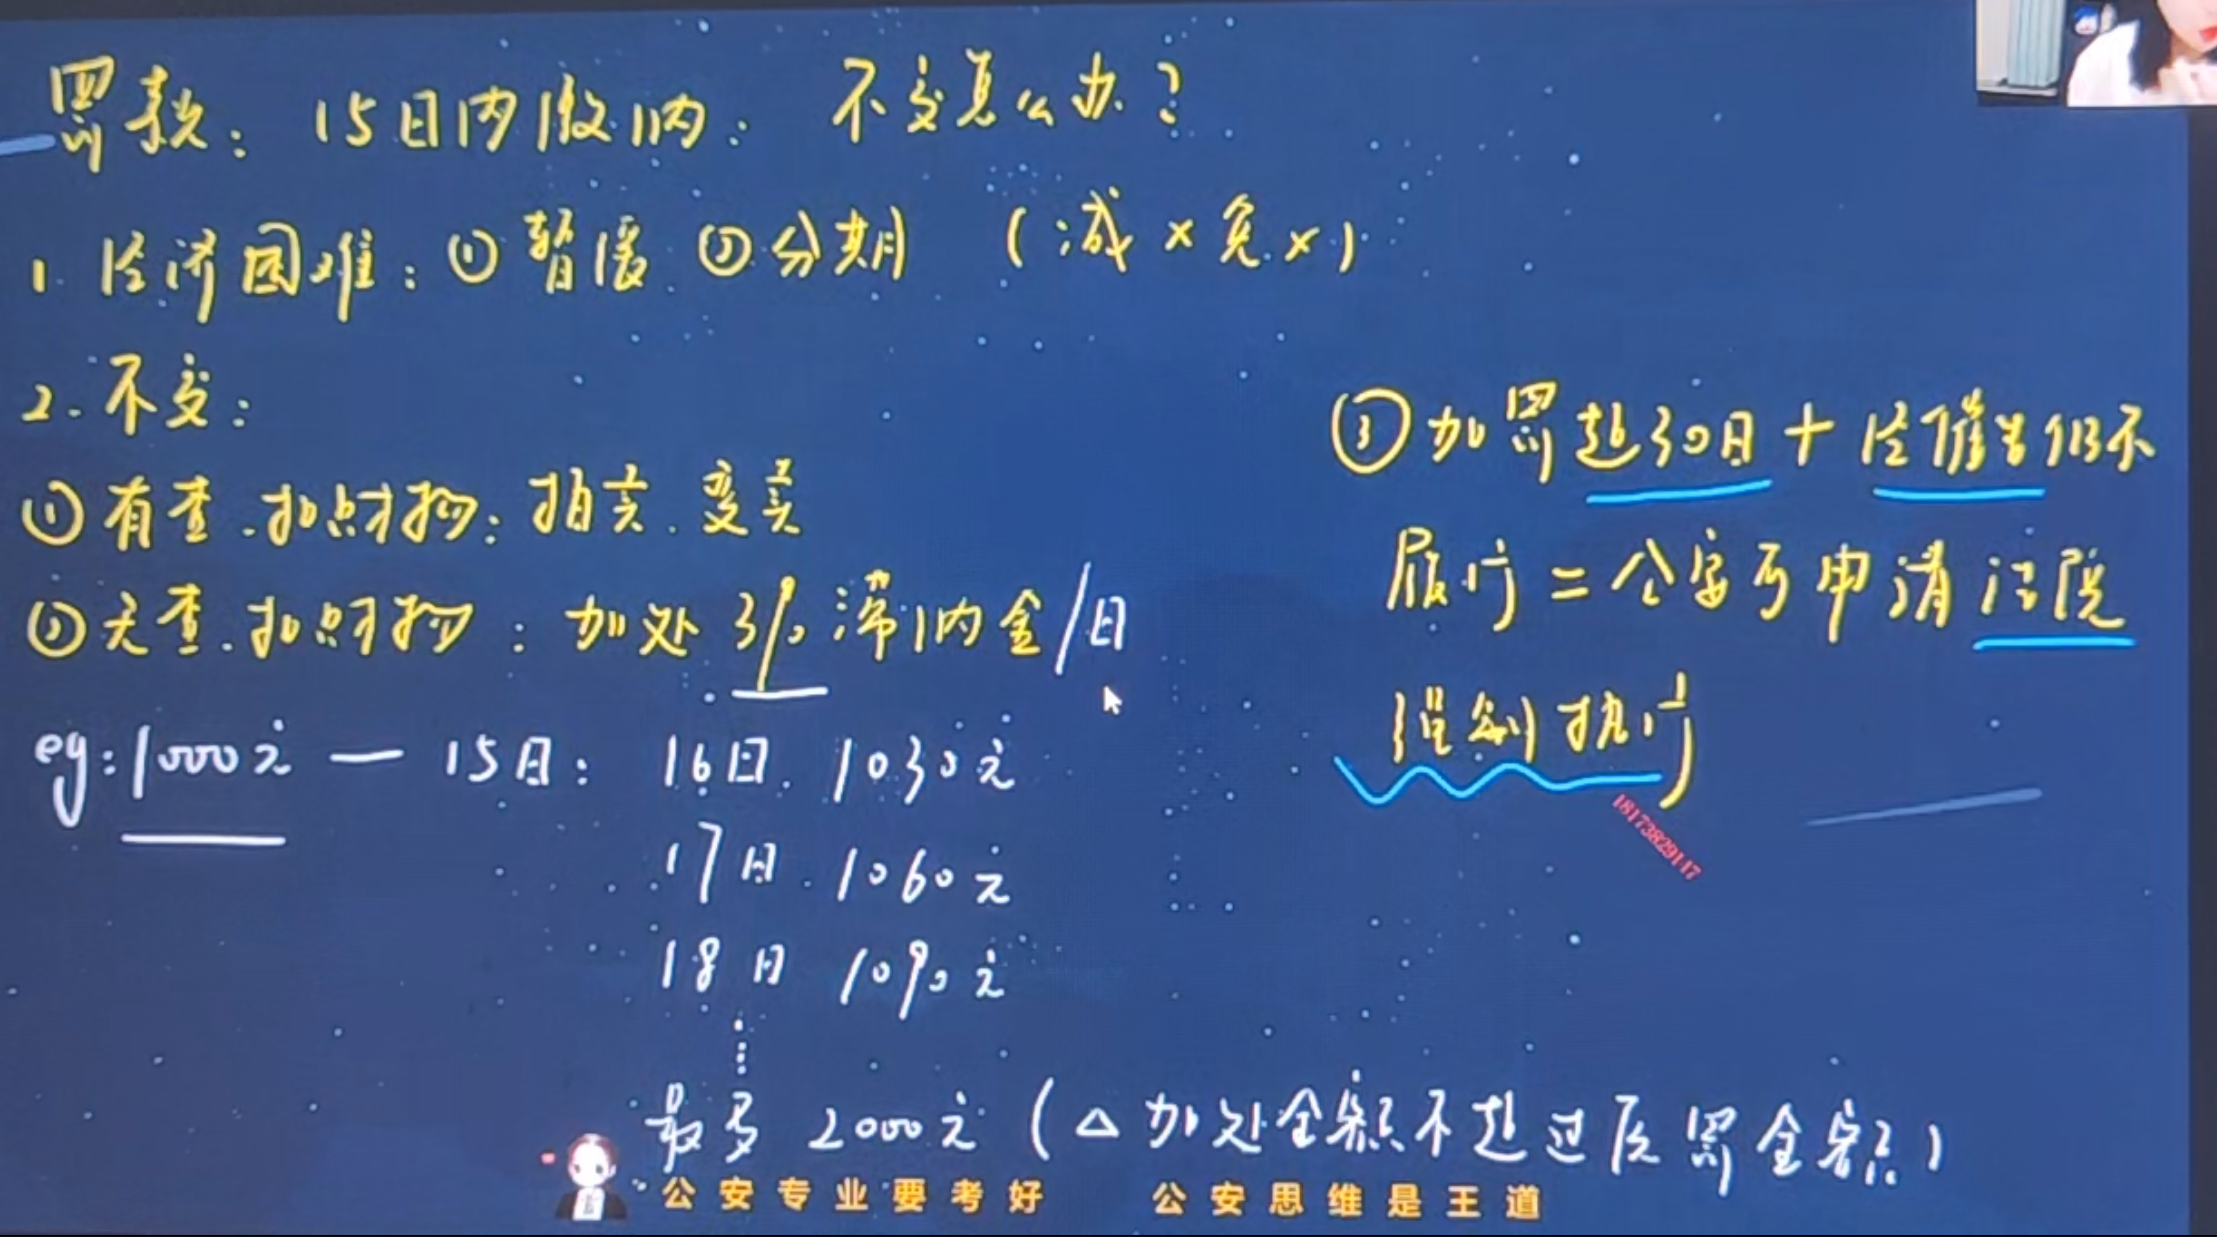 罚款：15日内缴纳. 不交怎么办？
1. 经济困难：① 暂缓. ② 分期 （减 × 免 ×）
2. 不交：
① 有查.扣财物：拍卖.变卖
② 无查.扣财物：加处 3% 滞纳金/日
eg：1000元 — 15日： 16日. 1030元
17日. 1060元
18日 1090元
⋮
最多 2000元（△加处金额不超过原罚金额）
③ 加罚超30日 + 经催告仍不
履行 = 公安可申请法院
强制执行
18173829117
公安专业要考好 公安思维是王道